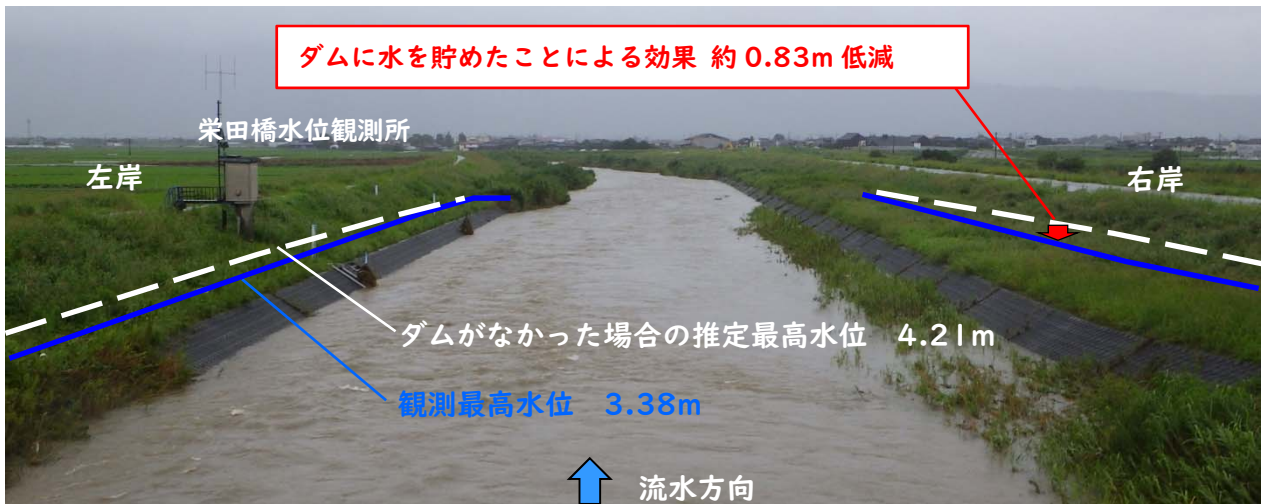 ダムに水を貯めたことによる効果 約0.83m低減
栄田橋水位観測所
左岸
右岸
ダムがなかった場合の推定最高水位 4.21m
観測最高水位 3.38m
流水方向